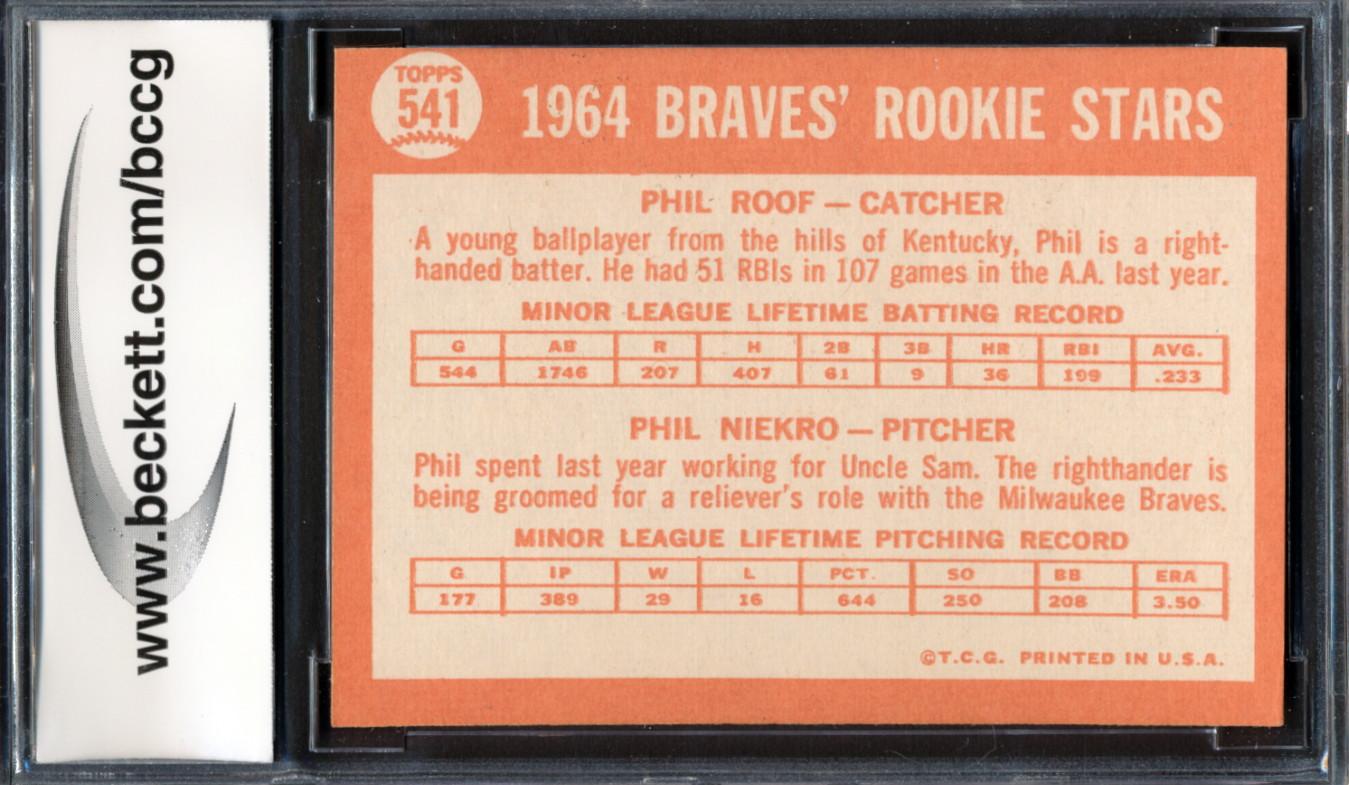 www.beckett.com/bccg
TOPPS
541
1964 BRAVES' ROOKIE STARS
PHIL ROOF — CATCHER
A young ballplayer from the hills of Kentucky, Phil is a right-
handed batter. He had 51 RBIs in 107 games in the A.A. last year.
MINOR LEAGUE LIFETIME BATTING RECORD
G AB R H 2B 3B HR RBI AVG.
544 1746 207 407 61 9 36 199 .233
PHIL NIEKRO — PITCHER
Phil spent last year working for Uncle Sam. The righthander is
being groomed for a reliever's role with the Milwaukee Braves.
MINOR LEAGUE LIFETIME PITCHING RECORD
G IP W L PCT. SO BB ERA
177 389 29 16 644 250 208 3.50
©T.C.G. PRINTED IN U.S.A.